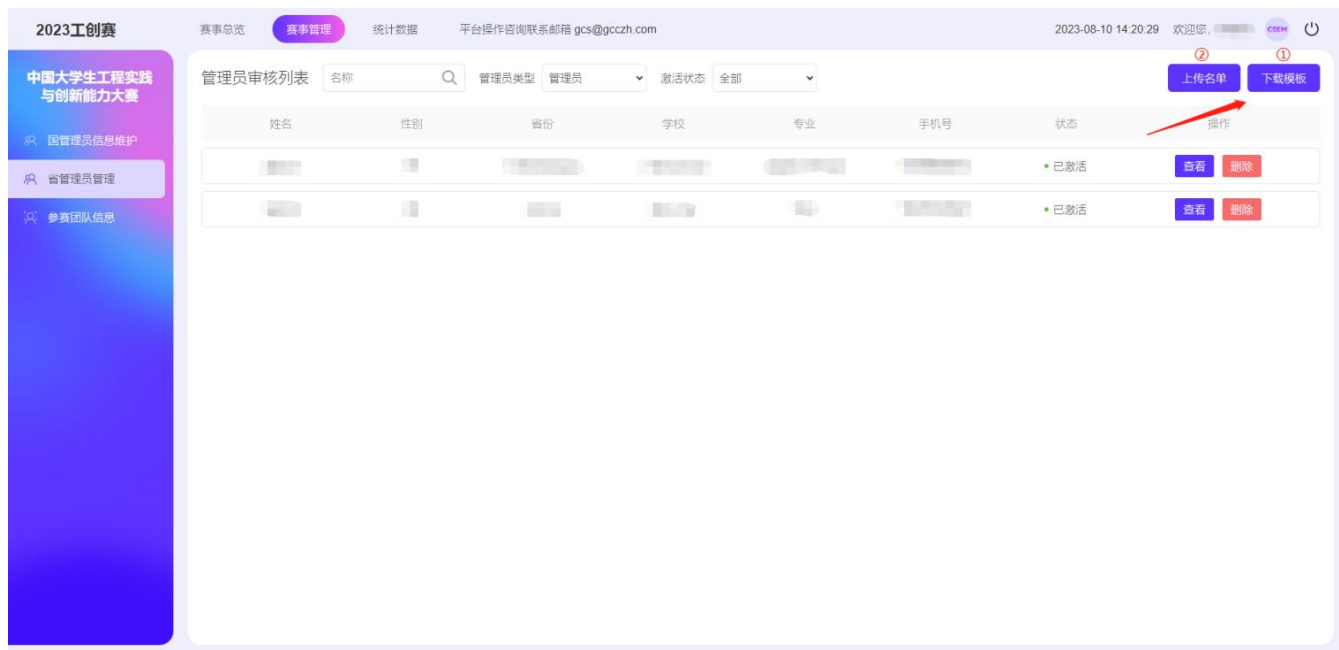 2023工创赛
赛事总览 赛事管理 统计数据 平台操作咨询联系邮箱 gcs@gcczh.com 2023-08-10 14:20:29 欢迎您, CSEM
中国大学生工程实践
与创新能力大赛
国管理员信息维护
省管理员管理
参赛团队信息
② ①
管理员审核列表 名称 管理员类型 管理员 激活状态 全部 上传名单 下载模板
姓名 性别 省份 学校 专业 手机号 状态 操作
已激活 查看 删除
已激活 查看 删除